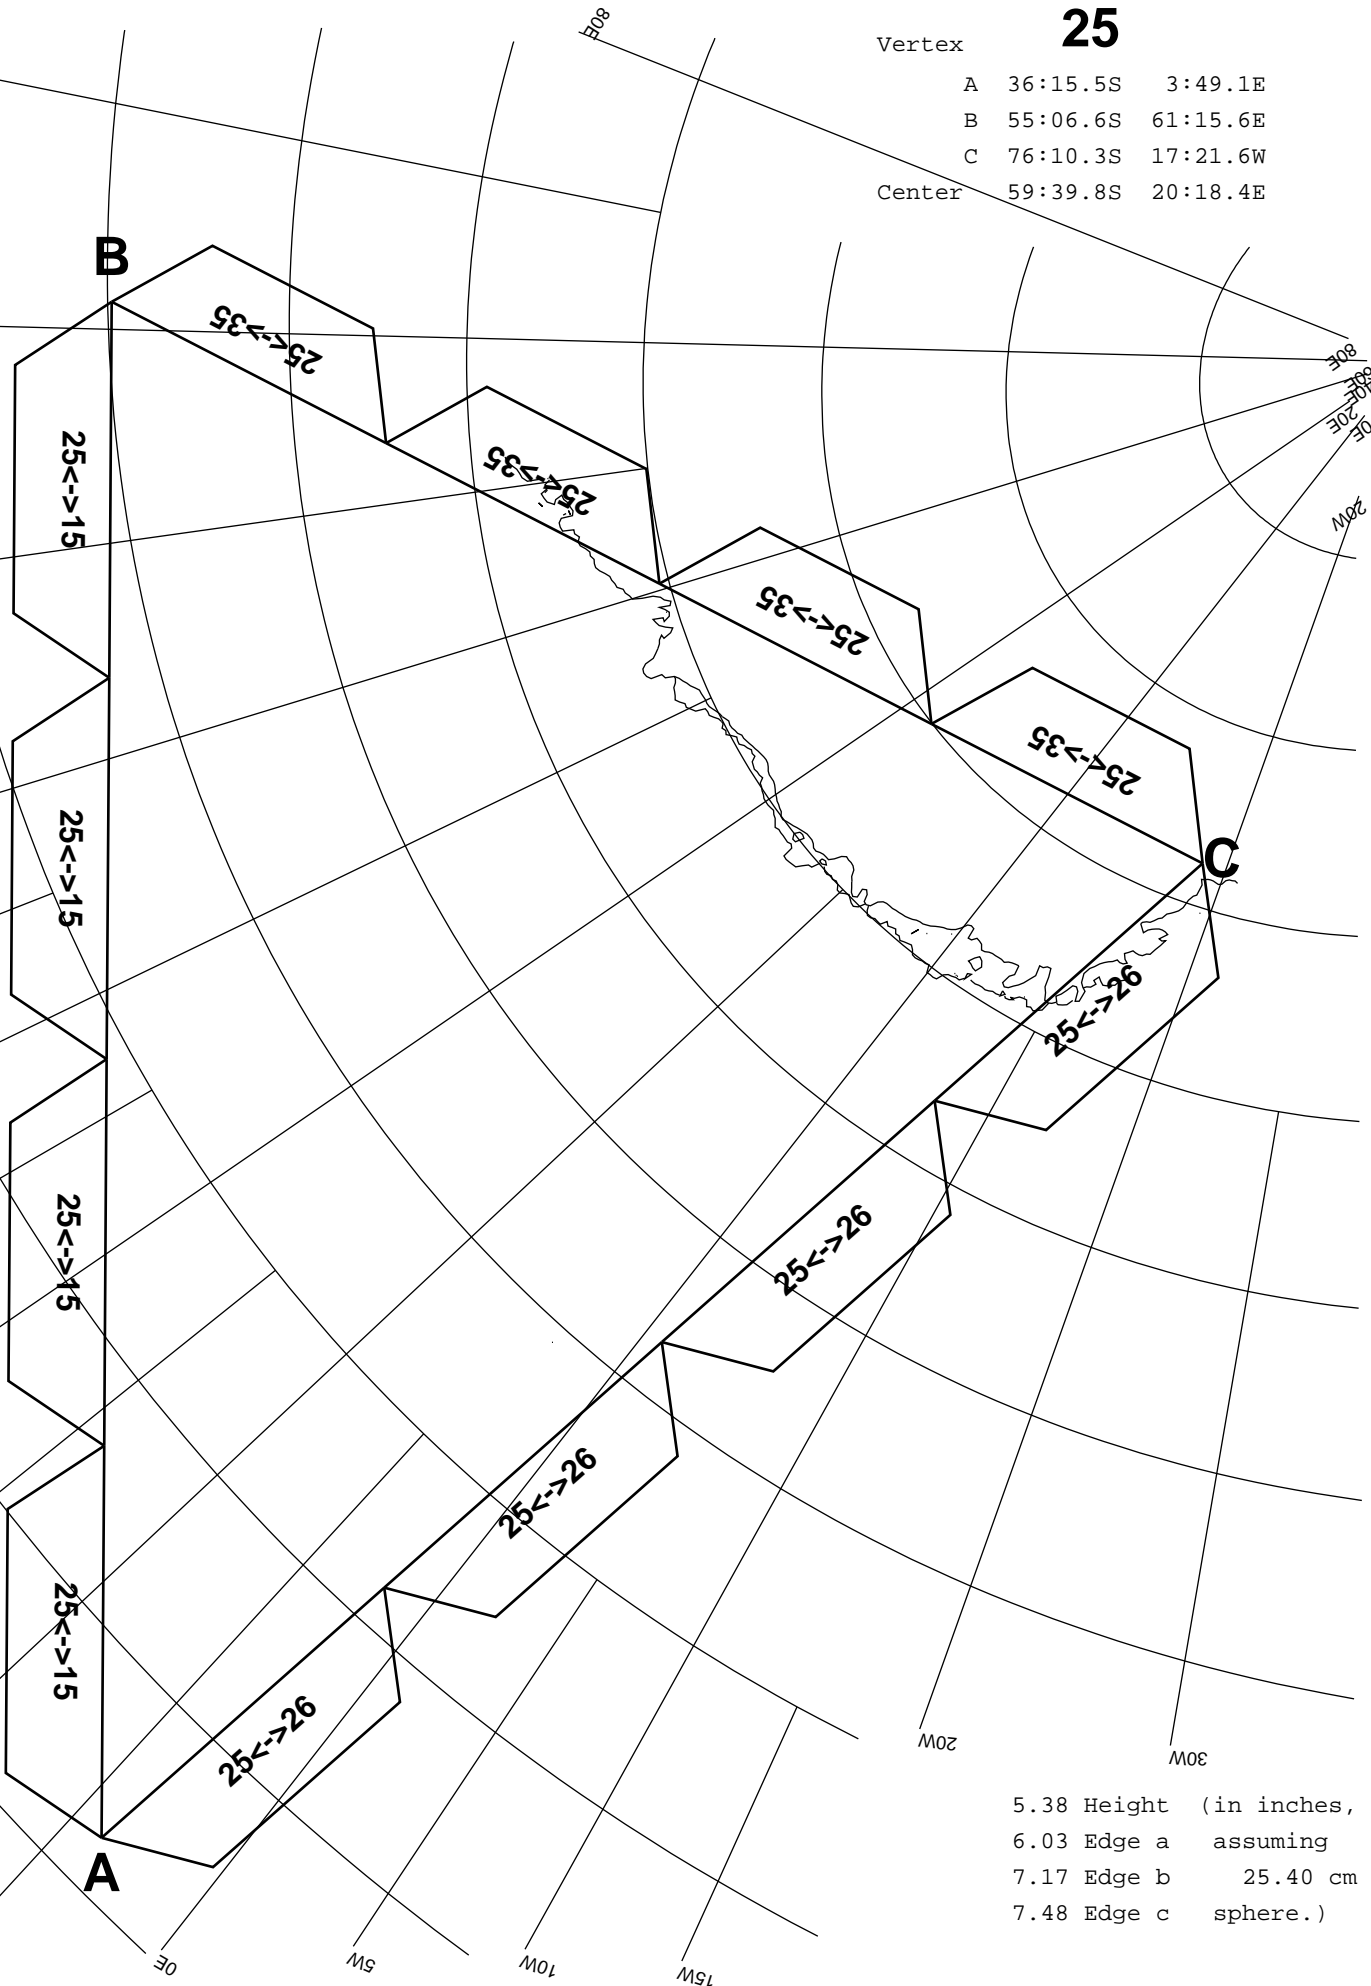 80E
25
Vertex
A 36:15.5S 3:49.1E
B 55:06.6S 61:15.6E
C 76:10.3S 17:21.6W
Center 59:39.8S 20:18.4E
B
25<->35
25<->35
25<->35
25<->35
80E
20E
0E
20W
25<->15
25<->15
25<->15
25<->15
C
25<->26
25<->26
25<->26
25<->26
A
0E
5W
10W
15W
20W
30W
5.38 Height (in inches,
6.03 Edge a assuming
7.17 Edge b 25.40 cm
7.48 Edge c sphere.)